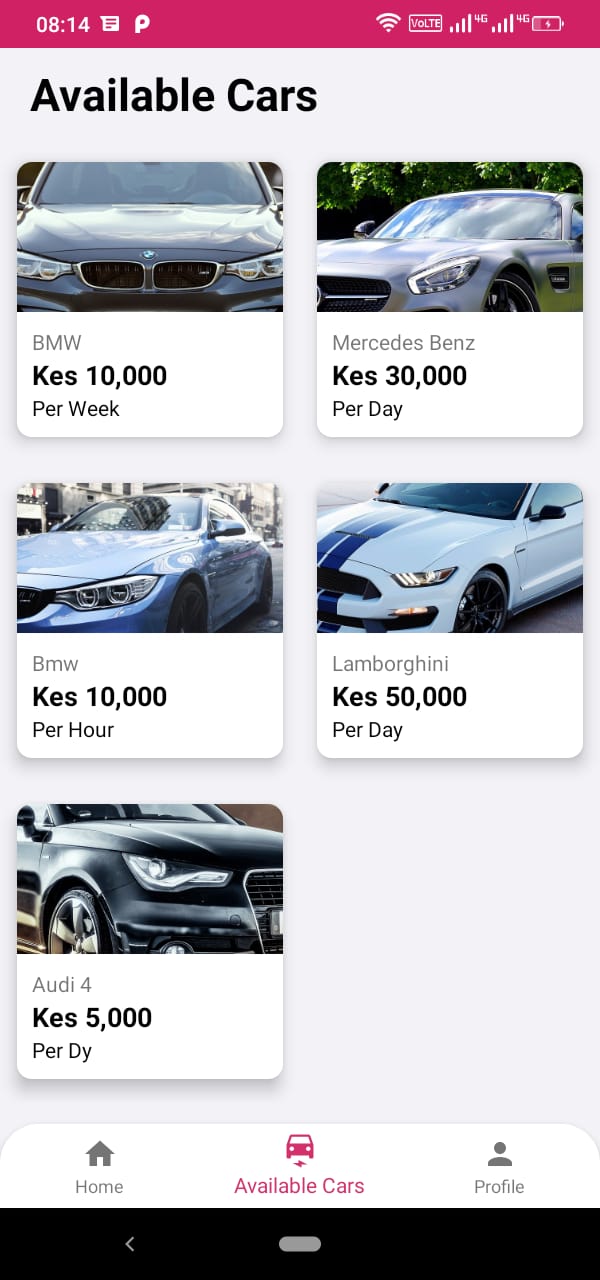 08:14
VoLTE 4G 4G
Available Cars
BMW
Kes 10,000
Per Week
Mercedes Benz
Kes 30,000
Per Day
Bmw
Kes 10,000
Per Hour
Lamborghini
Kes 50,000
Per Day
Audi 4
Kes 5,000
Per Dy
Home
Available Cars
Profile